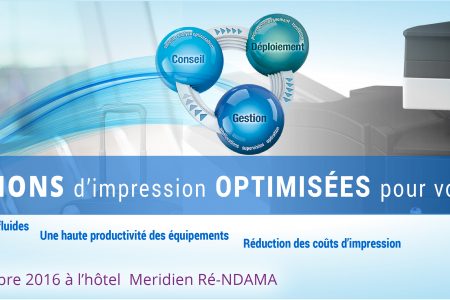 Conseil
Déploiement
Gestion
IONS d'impression OPTIMISÉES pour vo
fluides
Une haute productivité des équipements
Réduction des coûts d'impression
bre 2016 à l'hôtel Meridien Ré-NDAMA